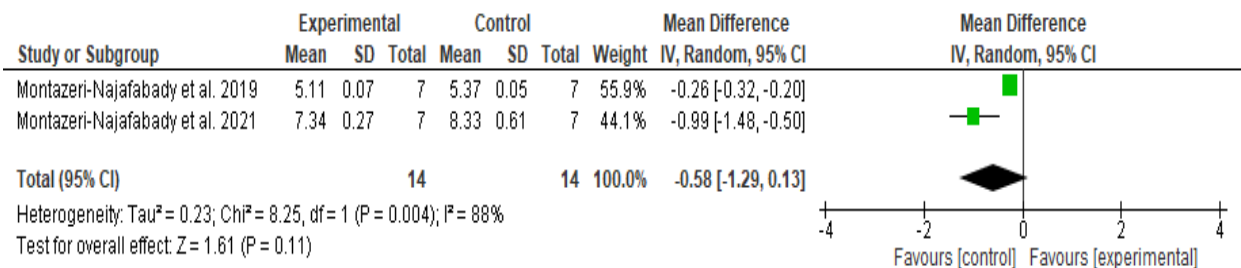 Experimental Control Mean Difference Mean Difference
Study or Subgroup Mean SD Total Mean SD Total Weight IV, Random, 95% CI IV, Random, 95% CI
Montazeri-Najafabady et al. 2019 5.11 0.07 7 5.37 0.05 7 55.9% -0.26 [-0.32, -0.20]
Montazeri-Najafabady et al. 2021 7.34 0.27 7 8.33 0.61 7 44.1% -0.99 [-1.48, -0.50]
Total (95% CI) 14 14 100.0% -0.58 [-1.29, 0.13]
Heterogeneity: Tau² = 0.23; Chi² = 8.25, df = 1 (P = 0.004); I² = 88%
Test for overall effect: Z = 1.61 (P = 0.11)
-4 -2 0 2 4
Favours [control] Favours [experimental]